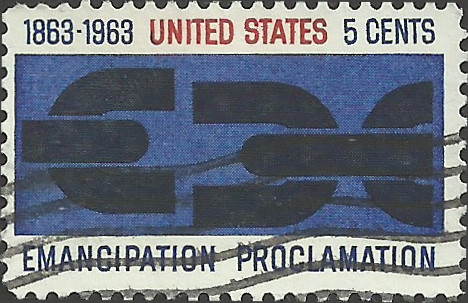 1863-1963 UNITED STATES 5 CENTS
EMANCIPATION PROCLAMATION